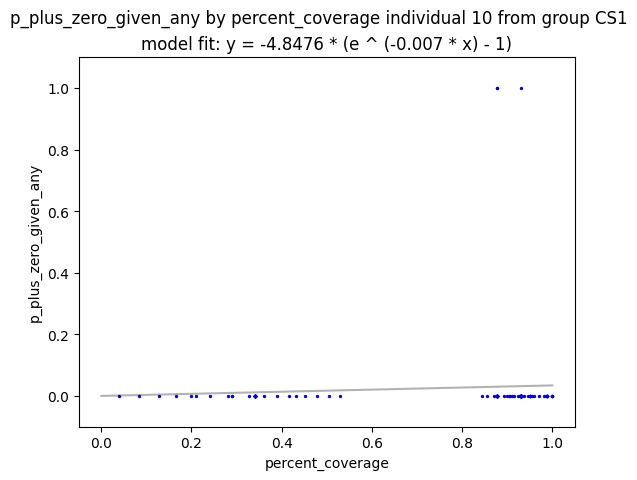 p_plus_zero_given_any by percent_coverage individual 10 from group CS1
model fit: y = -4.8476 * (e ^ (-0.007 * x) - 1)
1.0
0.8
0.6
0.4
0.2
0.0
p_plus_zero_given_any
0.0 0.2 0.4 0.6 0.8 1.0
percent_coverage